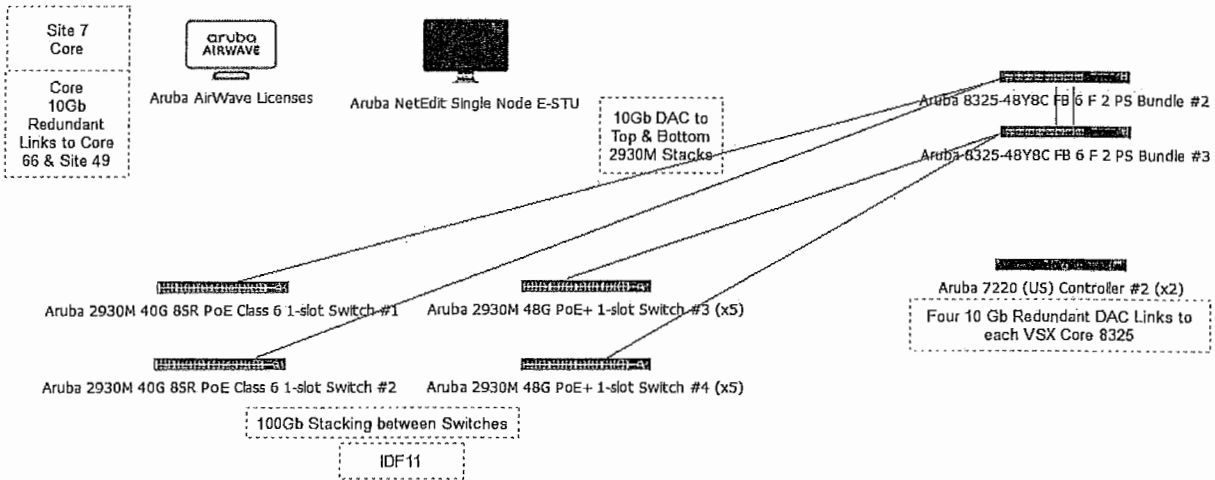 Site 7
Core
Core
10Gb
Redundant
Links to Core
66 & Site 49
aruba
AIRWAVE
Aruba AirWave Licenses
Aruba NetEdit Single Node E-STU
10Gb DAC to
Top & Bottom
2930M Stacks
Aruba 8325-48Y8C FB 6 F 2 PS Bundle #2
Aruba 8325-48Y8C FB 6 F 2 PS Bundle #3
Aruba 2930M 40G 8SR PoE Class 6 1-slot Switch #1
Aruba 2930M 48G PoE+ 1-slot Switch #3 (x5)
Aruba 7220 (US) Controller #2 (x2)
Four 10 Gb Redundant DAC Links to
each VSX Core 8325
Aruba 2930M 40G 8SR PoE Class 6 1-slot Switch #2
Aruba 2930M 48G PoE+ 1-slot Switch #4 (x5)
100Gb Stacking between Switches
IDF11